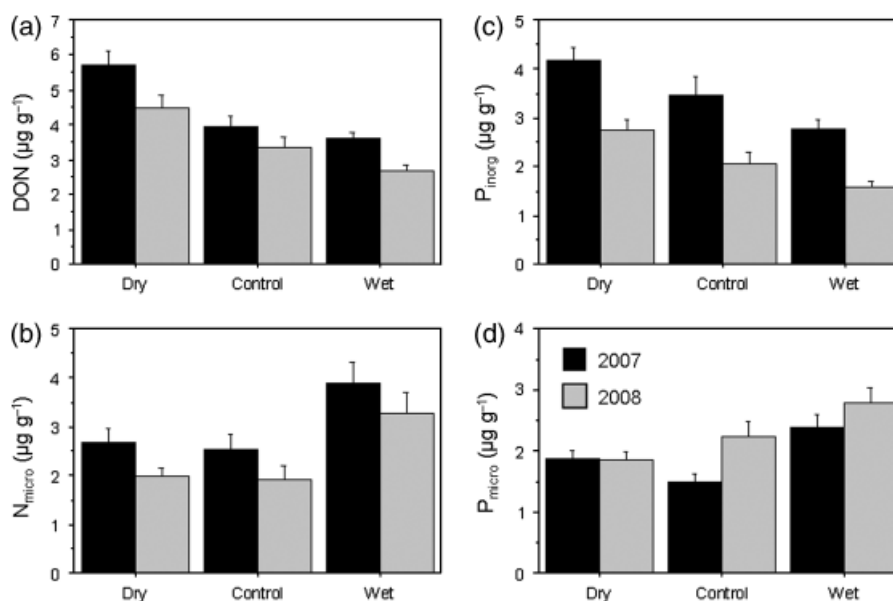 (a)
DON (µg g⁻¹)
7
6
5
4
3
2
1
0
Dry Control Wet
(c)
P_inorg (µg g⁻¹)
5
4
3
2
1
0
Dry Control Wet
(b)
N_micro (µg g⁻¹)
5
4
3
2
1
0
Dry Control Wet
(d)
P_micro (µg g⁻¹)
4
3
2
1
0
2007
2008
Dry Control Wet